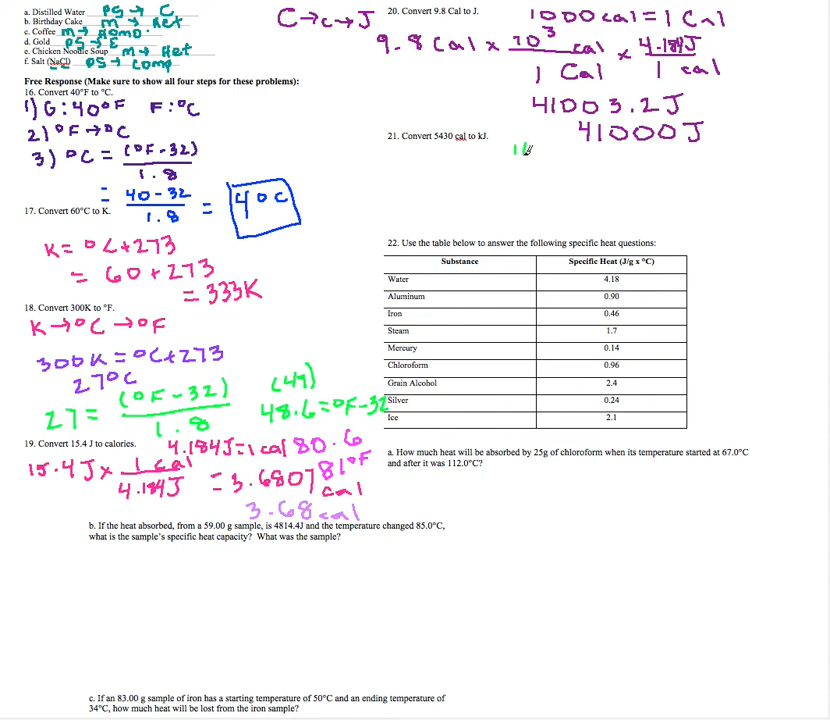 a. Distilled Water PS → C
b. Birthday Cake m → Het
c. Coffee m → Homo.
d. Gold PS → E
e. Chicken Noodle Soup m → Het
f. Salt (NaCl) PS → comp
Free Response (Make sure to show all four steps for these problems):
16. Convert 40°F to °C.
1) G: 40°F F: °C
2) °F → °C
3) °C = (°F - 32)
1.8
= 40 - 32
1.8
= 4°C
17. Convert 60°C to K.
K = °C + 273
= 60 + 273
= 333K
18. Convert 300K to °F.
K → °C → °F
300K = °C + 273
27°C
27 = (°F - 32)
1.8
48.6 = °F - 32
80.6
81°F
19. Convert 15.4 J to calories.
4.184J = 1 cal
15.4J x 1 cal
4.184J
= 3.6807 cal
3.68 cal
C → c → J
20. Convert 9.8 Cal to J.
1000 cal = 1 Cal
9.8 Cal x 10³ cal x 4.184J
1 Cal 1 cal
41003.2J
41000J
21. Convert 5430 cal to kJ.
22. Use the table below to answer the following specific heat questions:
Substance Specific Heat (J/g x °C)
Water 4.18
Aluminum 0.90
Iron 0.46
Steam 1.7
Mercury 0.14
Chloroform 0.96
Grain Alcohol 2.4
Silver 0.24
Ice 2.1
a. How much heat will be absorbed by 25g of chloroform when its temperature started at 67.0°C
and after it was 112.0°C?
b. If the heat absorbed, from a 59.00 g sample, is 4814.4J and the temperature changed 85.0°C,
what is the sample's specific heat capacity? What was the sample?
c. If an 83.00 g sample of iron has a starting temperature of 50°C and an ending temperature of
34°C, how much heat will be lost from the iron sample?